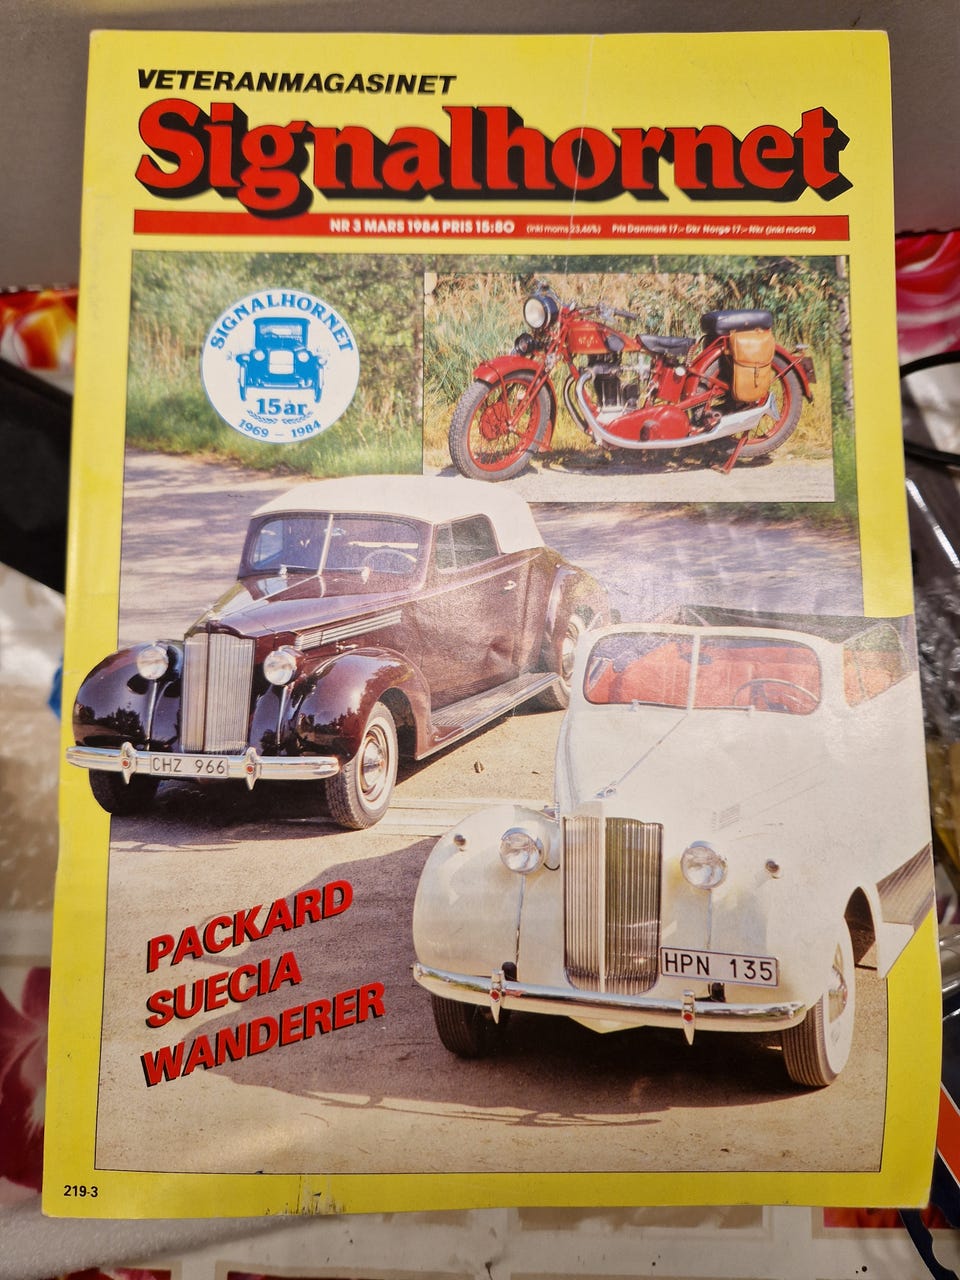 VETERANMAGASINET
Signalhornet
NR 3 MARS 1984 PRIS 15:80 (inkl moms 23,46%) Pris Danmark 17:- Dkr Norge 17:- Nkr (inkl moms)
SIGNALHORNET
15 år
1969 – 1984
CHZ 966
HPN 135
PACKARD
SUECIA
WANDERER
219-3